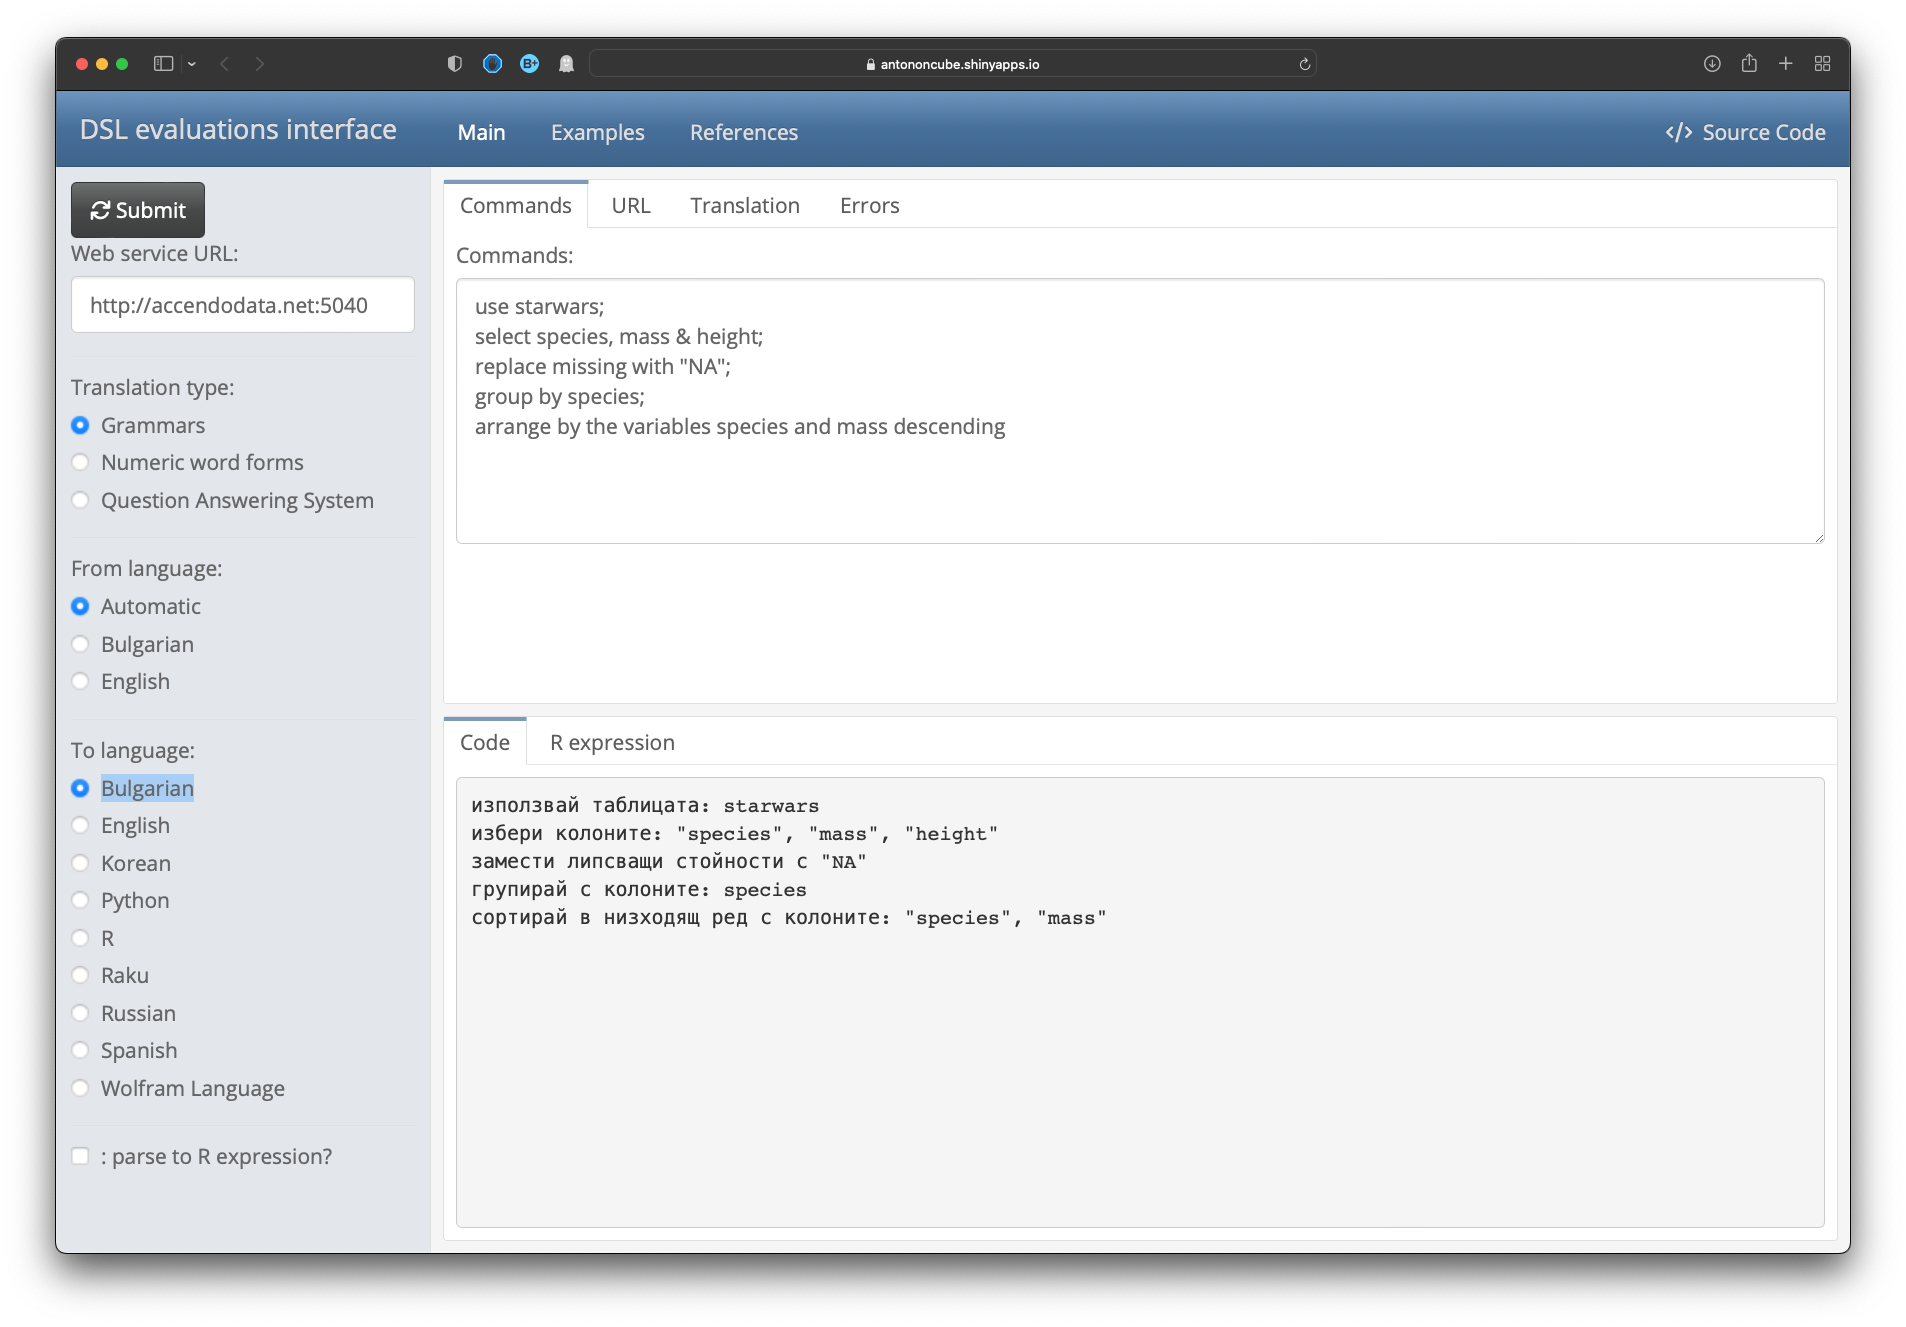 antononcube.shinyapps.io
DSL evaluations interface
Main
Examples
References
</> Source Code
Submit
Web service URL:
http://accendodata.net:5040
Translation type:
Grammars
Numeric word forms
Question Answering System
From language:
Automatic
Bulgarian
English
To language:
Bulgarian
English
Korean
Python
R
Raku
Russian
Spanish
Wolfram Language
: parse to R expression?
Commands
URL
Translation
Errors
Commands:
use starwars;
select species, mass & height;
replace missing with "NA";
group by species;
arrange by the variables species and mass descending
Code
R expression
използвай таблицата: starwars
избери колоните: "species", "mass", "height"
замести липсващи стойности с "NA"
групирай с колоните: species
сортирай в низходящ ред с колоните: "species", "mass"